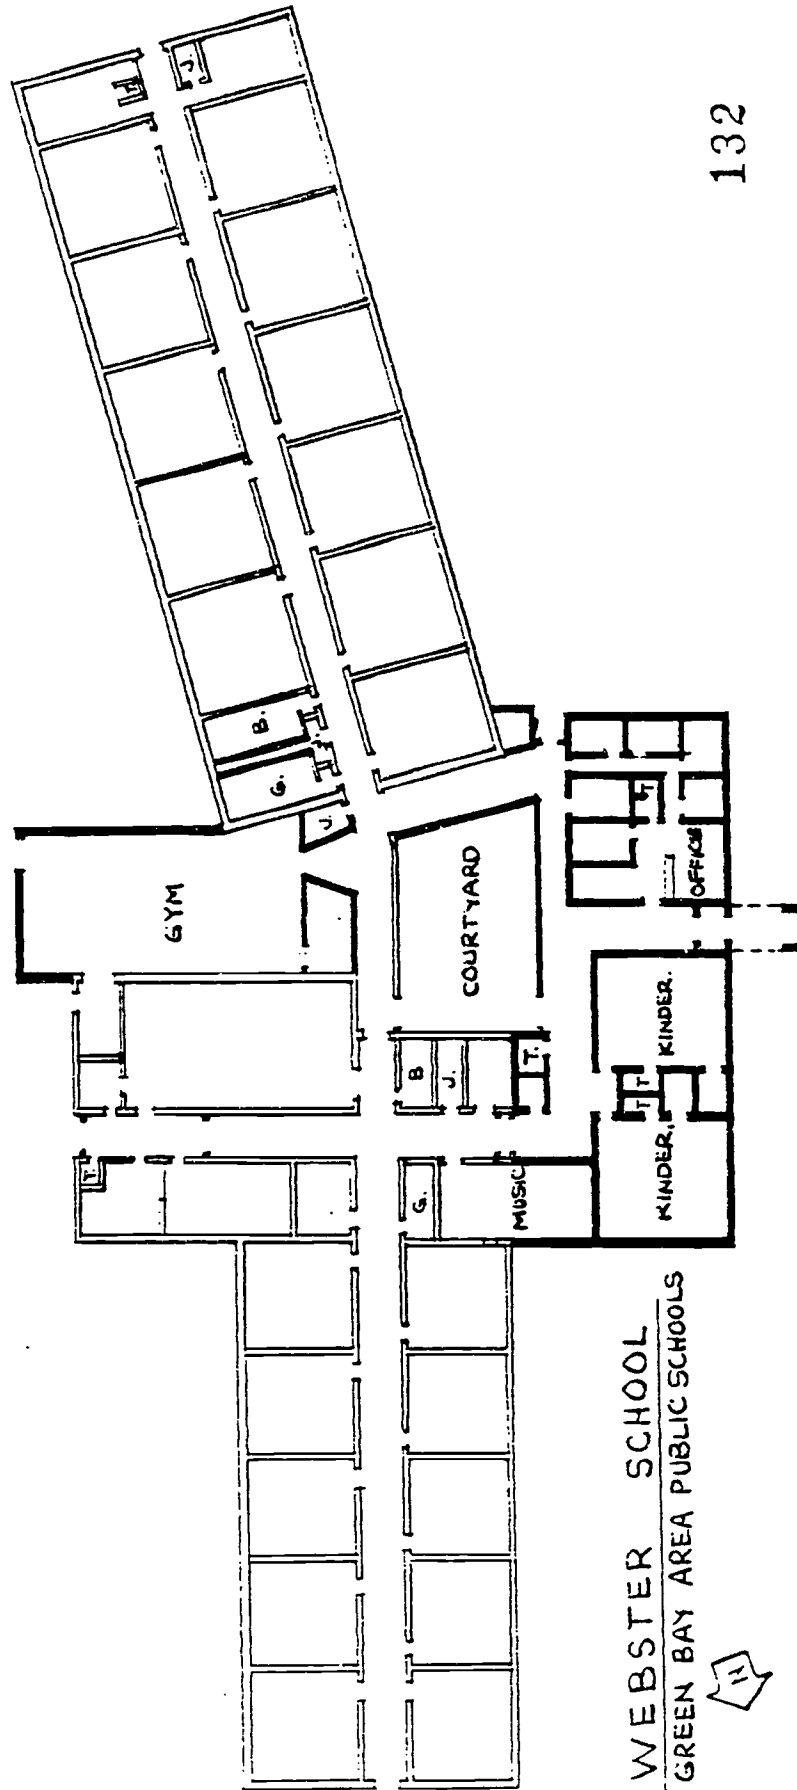 WEBSTER SCHOOL
GREEN BAY AREA PUBLIC SCHOOLS
N
T.
G.
MUSIC
KINDER.
T
T
KINDER.
B
J.
T.
GYM
J.
COURTYARD
OFFICE
T
G.
B.
T.
J.
132